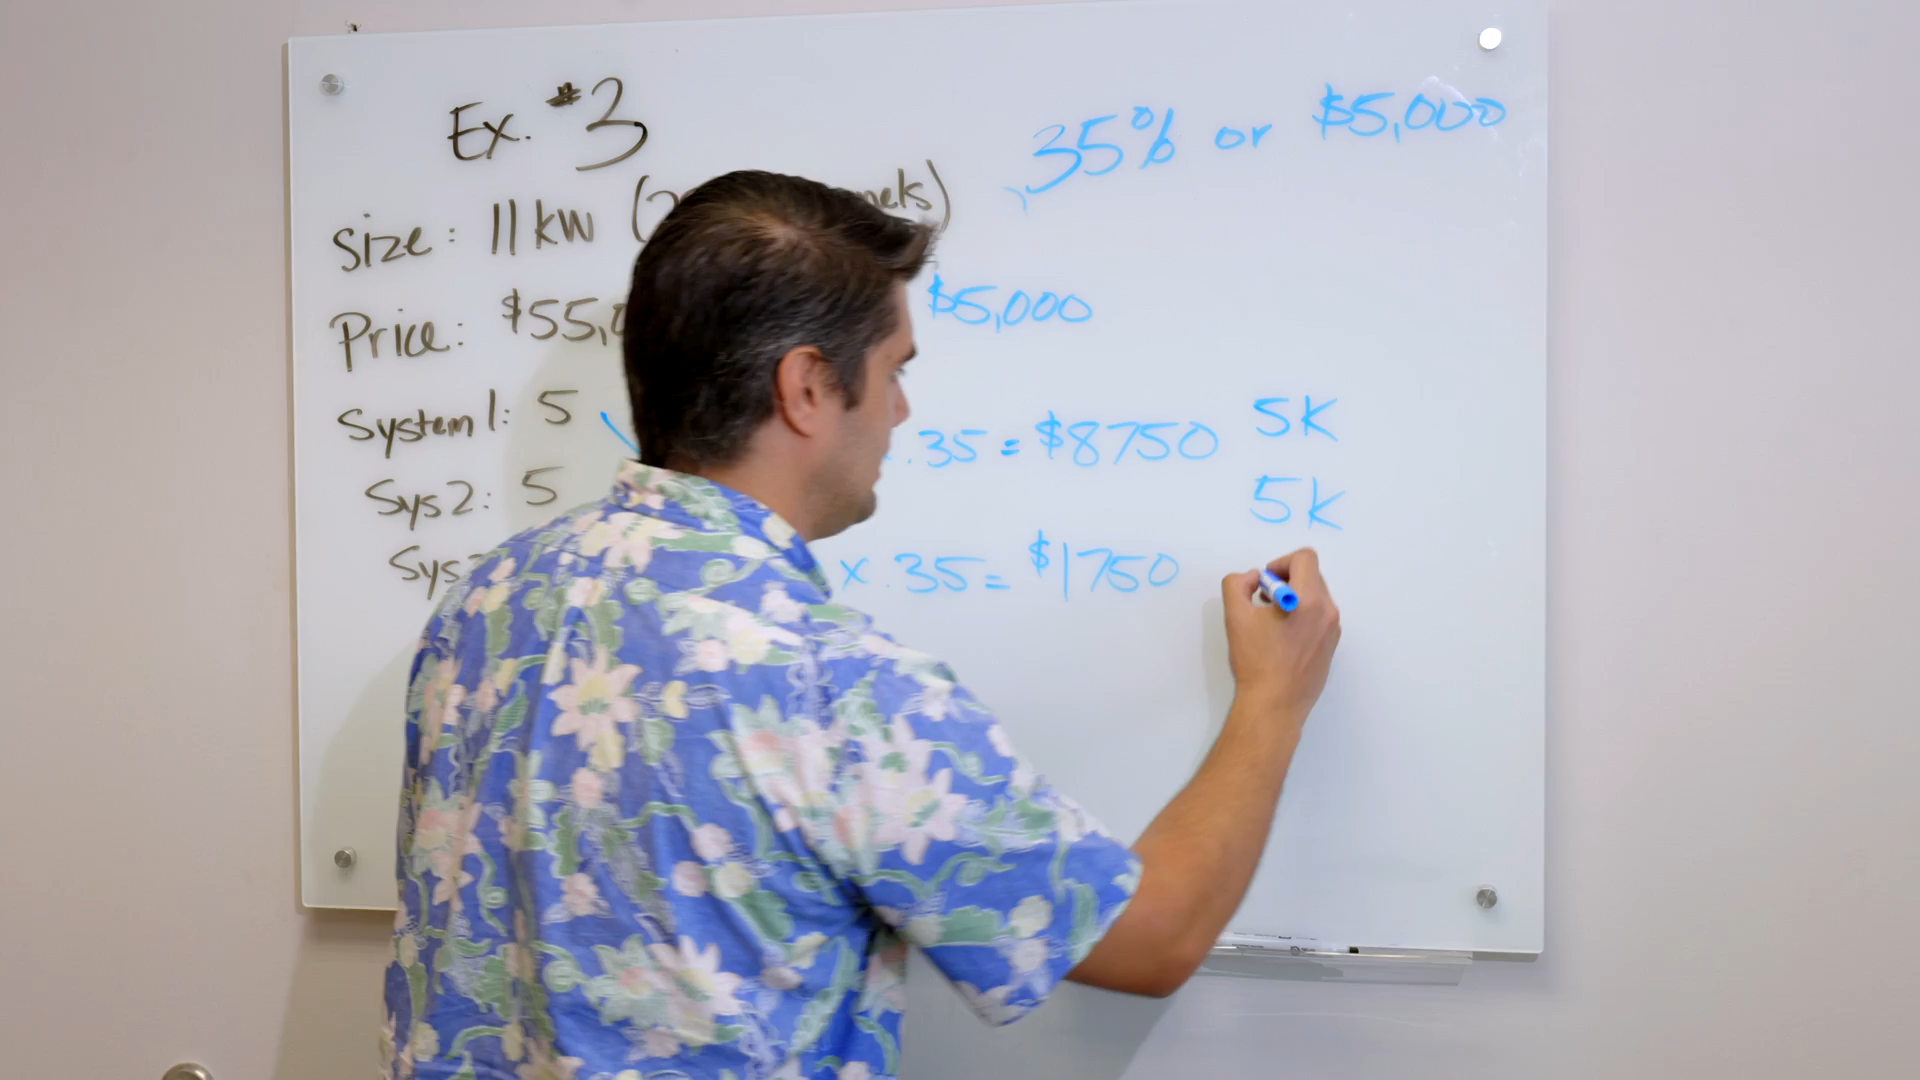 Ex. #3
35% or $5,000
Size: 11 kW
Price: $55,0
$5,000
System 1: 5
.35 = $8750 5K
Sys 2: 5
5K
Sys
x .35 = $1750